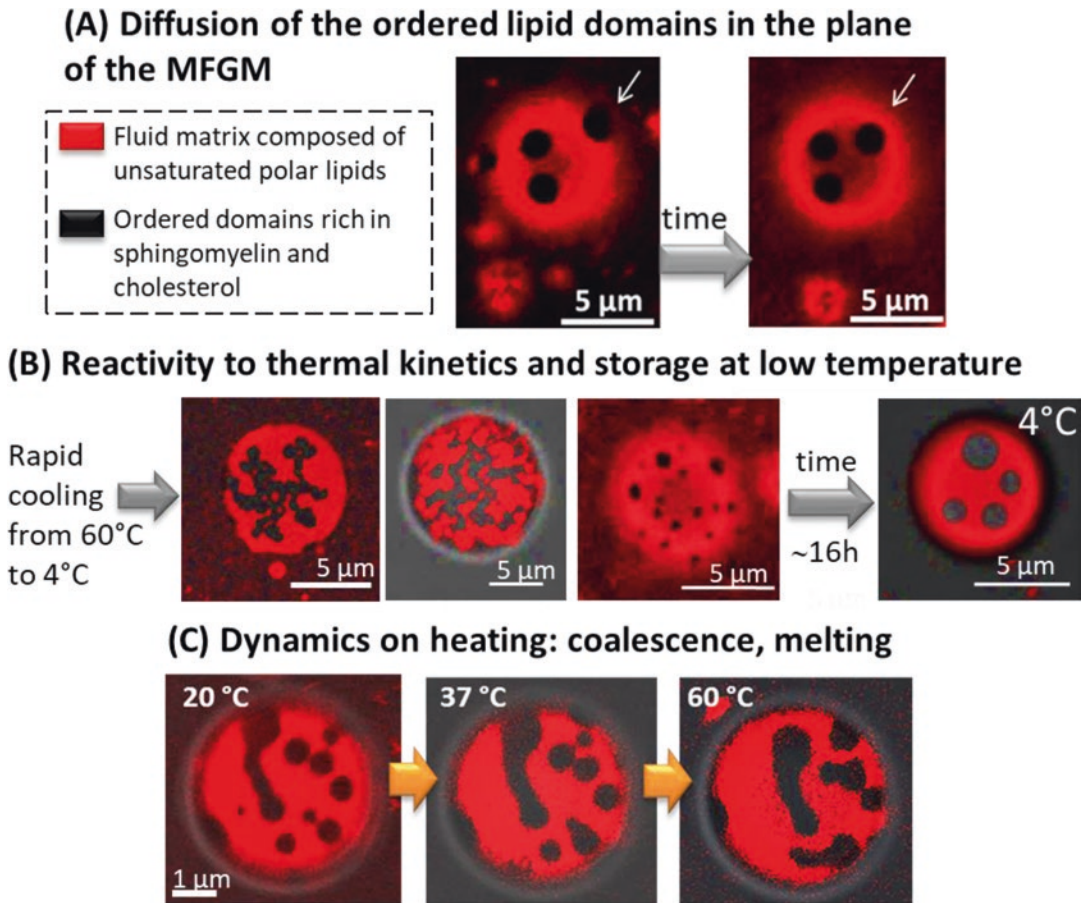 (A) Diffusion of the ordered lipid domains in the plane
of the MFGM
Fluid matrix composed of
unsaturated polar lipids
Ordered domains rich in
sphingomyelin and
cholesterol
5 µm
time
5 µm
(B) Reactivity to thermal kinetics and storage at low temperature
Rapid
cooling
from 60°C
to 4°C
5 µm
5 µm
5 µm
time
~16h
4°C
5 µm
(C) Dynamics on heating: coalescence, melting
20 °C
1 µm
37 °C
60 °C